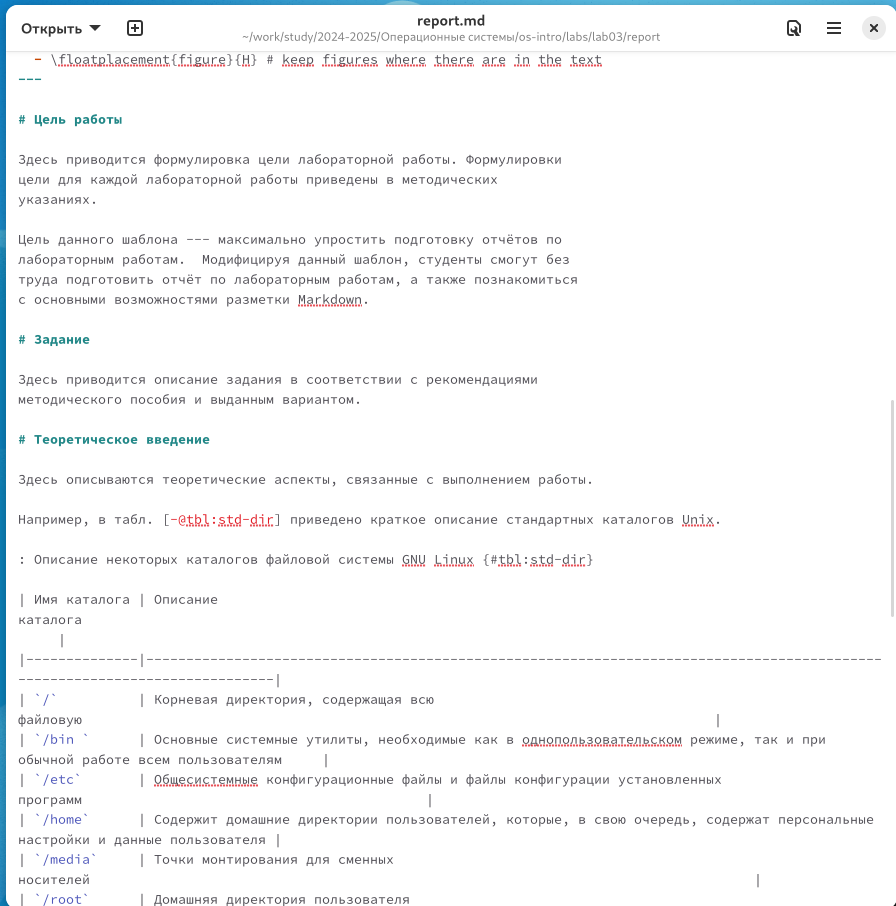 Открыть
report.md
~/work/study/2024-2025/Операционные системы/os-intro/labs/lab03/report
- \floatplacement{figure}{H} # keep figures where there are in the text
---
# Цель работы
Здесь приводится формулировка цели лабораторной работы. Формулировки
цели для каждой лабораторной работы приведены в методических
указаниях.
Цель данного шаблона --- максимально упростить подготовку отчётов по
лабораторным работам.  Модифицируя данный шаблон, студенты смогут без
труда подготовить отчёт по лабораторным работам, а также познакомиться
с основными возможностями разметки Markdown.
# Задание
Здесь приводится описание задания в соответствии с рекомендациями
методического пособия и выданным вариантом.
# Теоретическое введение
Здесь описываются теоретические аспекты, связанные с выполнением работы.
Например, в табл. [-@tbl:std-dir] приведено краткое описание стандартных каталогов Unix.
: Описание некоторых каталогов файловой системы GNU Linux {#tbl:std-dir}
| Имя каталога | Описание
каталога
|
|--------------|--------------------------------------------------------------------------------------------
--------------------------------|
| `/`          | Корневая директория, содержащая всю
файловую                                                                               |
| `/bin `      | Основные системные утилиты, необходимые как в однопользовательском режиме, так и при
обычной работе всем пользователям     |
| `/etc`       | Общесистемные конфигурационные файлы и файлы конфигурации установленных
программ                                           |
| `/home`      | Содержит домашние директории пользователей, которые, в свою очередь, содержат персональные
настройки и данные пользователя |
| `/media`     | Точки монтирования для сменных
носителей                                                                                   |
| `/root`      | Домашняя директория пользователя